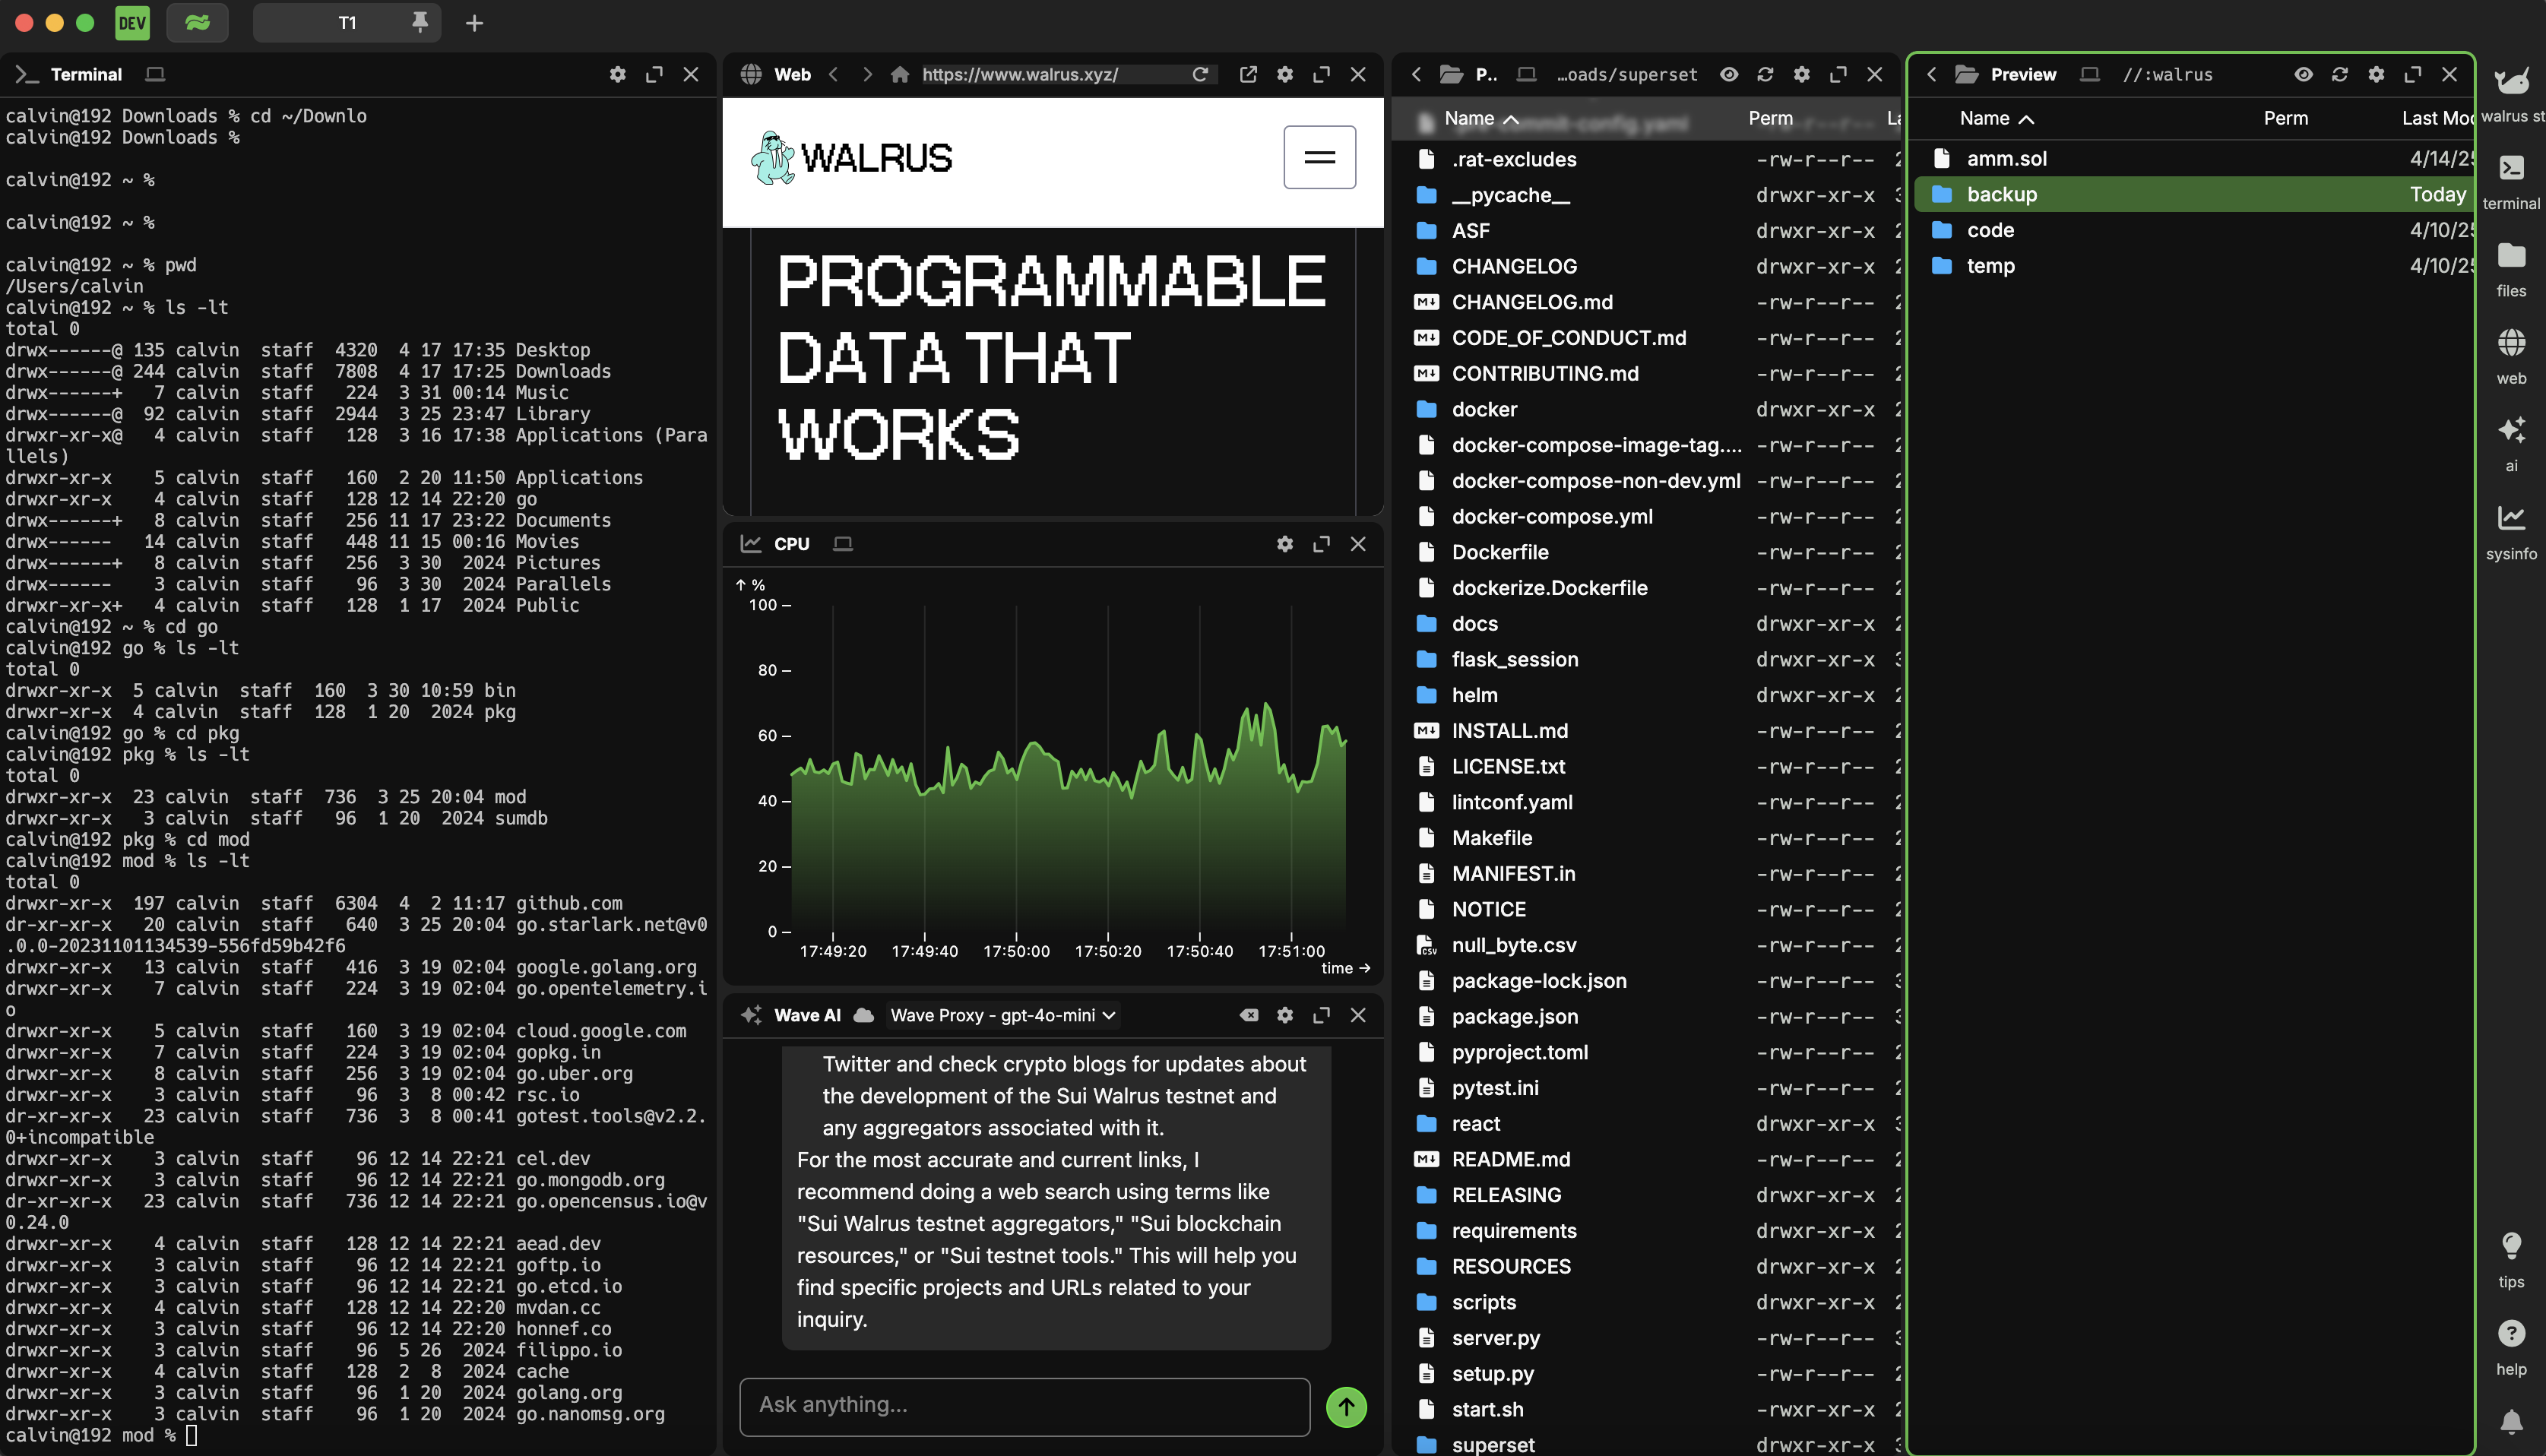 DEV
T1
Terminal
calvin@192 Downloads % cd ~/Downlo
calvin@192 Downloads %
calvin@192 ~ %
calvin@192 ~ %
calvin@192 ~ % pwd
/Users/calvin
calvin@192 ~ % ls -lt
total 0
drwx------@ 135 calvin  staff  4320  4 17 17:35 Desktop
drwx------@ 244 calvin  staff  7808  4 17 17:25 Downloads
drwx------+   7 calvin  staff   224  3 31 00:14 Music
drwx------@  92 calvin  staff  2944  3 25 23:47 Library
drwxr-xr-x@   4 calvin  staff   128  3 16 17:38 Applications (Para
llels)
drwxr-xr-x    5 calvin  staff   160  2 20 11:50 Applications
drwxr-xr-x    4 calvin  staff   128 12 14 22:20 go
drwx------+   8 calvin  staff   256 11 17 23:22 Documents
drwx------   14 calvin  staff   448 11 15 00:16 Movies
drwx------+   8 calvin  staff   256  3 30  2024 Pictures
drwx------    3 calvin  staff    96  3 30  2024 Parallels
drwxr-xr-x+   4 calvin  staff   128  1 17  2024 Public
calvin@192 ~ % cd go
calvin@192 go % ls -lt
total 0
drwxr-xr-x  5 calvin  staff  160  3 30 10:59 bin
drwxr-xr-x  4 calvin  staff  128  1 20  2024 pkg
calvin@192 go % cd pkg
calvin@192 pkg % ls -lt
total 0
drwxr-xr-x  23 calvin  staff  736  3 25 20:04 mod
drwxr-xr-x   3 calvin  staff   96  1 20  2024 sumdb
calvin@192 pkg % cd mod
calvin@192 mod % ls -lt
total 0
drwxr-xr-x  197 calvin  staff  6304  4  2 11:17 github.com
dr-xr-xr-x   20 calvin  staff   640  3 25 20:04 go.starlark.net@v0
.0.0-20231101134539-556fd59b42f6
drwxr-xr-x   13 calvin  staff   416  3 19 02:04 google.golang.org
drwxr-xr-x    7 calvin  staff   224  3 19 02:04 go.opentelemetry.i
o
drwxr-xr-x    5 calvin  staff   160  3 19 02:04 cloud.google.com
drwxr-xr-x    7 calvin  staff   224  3 19 02:04 gopkg.in
drwxr-xr-x    8 calvin  staff   256  3 19 02:04 go.uber.org
drwxr-xr-x    3 calvin  staff    96  3  8 00:42 rsc.io
dr-xr-xr-x   23 calvin  staff   736  3  8 00:41 gotest.tools@v2.2.
0+incompatible
drwxr-xr-x    3 calvin  staff    96 12 14 22:21 cel.dev
drwxr-xr-x    3 calvin  staff    96 12 14 22:21 go.mongodb.org
dr-xr-xr-x   23 calvin  staff   736 12 14 22:21 go.opencensus.io@v
0.24.0
drwxr-xr-x    4 calvin  staff   128 12 14 22:21 aead.dev
drwxr-xr-x    3 calvin  staff    96 12 14 22:21 goftp.io
drwxr-xr-x    3 calvin  staff    96 12 14 22:21 go.etcd.io
drwxr-xr-x    4 calvin  staff   128 12 14 22:20 mvdan.cc
drwxr-xr-x    3 calvin  staff    96 12 14 22:20 honnef.co
drwxr-xr-x    3 calvin  staff    96  5 26  2024 filippo.io
drwxr-xr-x    4 calvin  staff   128  2  8  2024 cache
drwxr-xr-x    3 calvin  staff    96  1 20  2024 golang.org
drwxr-xr-x    3 calvin  staff    96  1 20  2024 go.nanomsg.org
calvin@192 mod %
Web https://www.walrus.xyz/
WALRUS
PROGRAMMABLE
DATA THAT
WORKS
CPU
↑ %
100
80
60
40
20
0
17:49:20 17:49:40 17:50:00 17:50:20 17:50:40 17:51:00
time →
Wave AI Wave Proxy - gpt-4o-mini
Twitter and check crypto blogs for updates about
the development of the Sui Walrus testnet and
any aggregators associated with it.
For the most accurate and current links, I
recommend doing a web search using terms like
"Sui Walrus testnet aggregators," "Sui blockchain
resources," or "Sui testnet tools." This will help you
find specific projects and URLs related to your
inquiry.
Ask anything...
P.. …oads/superset
Name Perm
.rat-excludes -rw-r--r--
__pycache__ drwxr-xr-x
ASF drwxr-xr-x
CHANGELOG drwxr-xr-x
CHANGELOG.md -rw-r--r--
CODE_OF_CONDUCT.md -rw-r--r--
CONTRIBUTING.md -rw-r--r--
docker drwxr-xr-x
docker-compose-image-tag.... -rw-r--r--
docker-compose-non-dev.yml -rw-r--r--
docker-compose.yml -rw-r--r--
Dockerfile -rw-r--r--
dockerize.Dockerfile -rw-r--r--
docs drwxr-xr-x
flask_session drwxr-xr-x
helm drwxr-xr-x
INSTALL.md -rw-r--r--
LICENSE.txt -rw-r--r--
lintconf.yaml -rw-r--r--
Makefile -rw-r--r--
MANIFEST.in -rw-r--r--
NOTICE -rw-r--r--
null_byte.csv -rw-r--r--
package-lock.json -rw-r--r--
package.json -rw-r--r--
pyproject.toml -rw-r--r--
pytest.ini -rw-r--r--
react drwxr-xr-x
README.md -rw-r--r--
RELEASING drwxr-xr-x
requirements drwxr-xr-x
RESOURCES drwxr-xr-x
scripts drwxr-xr-x
server.py -rw-r--r--
setup.py -rw-r--r--
start.sh -rwxr-xr-x
superset drwxr-xr-x
Preview //:walrus
Name Perm Last Mod
amm.sol 4/14/25
backup Today
code 4/10/25
temp 4/10/25
walrus st
terminal
files
web
ai
sysinfo
tips
help